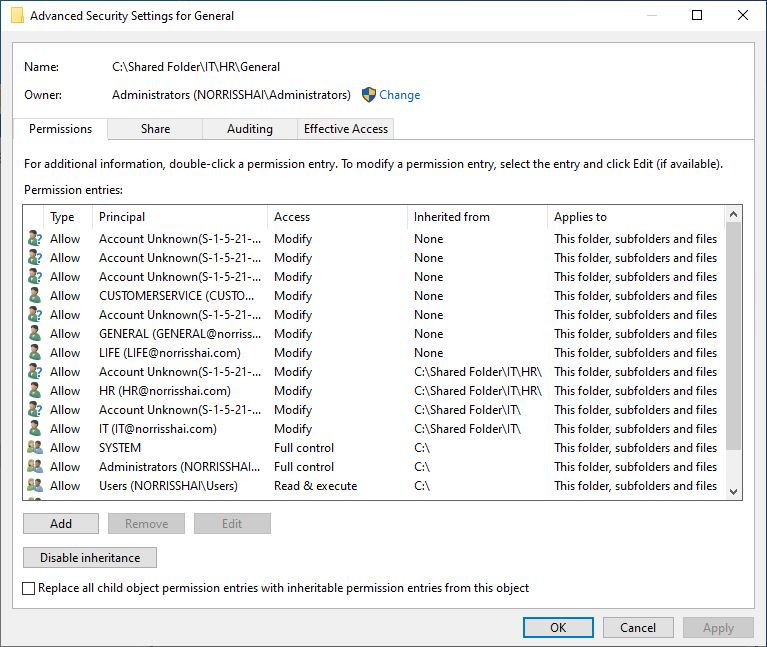 Advanced Security Settings for General
Name: C:\Shared Folder\IT\HR\General
Owner: Administrators (NORRISSHAI\Administrators) Change
Permissions Share Auditing Effective Access
For additional information, double-click a permission entry. To modify a permission entry, select the entry and click Edit (if available).
Permission entries:
Type Principal Access Inherited from Applies to
Allow Account Unknown(S-1-5-21-... Modify None This folder, subfolders and files
Allow Account Unknown(S-1-5-21-... Modify None This folder, subfolders and files
Allow Account Unknown(S-1-5-21-... Modify None This folder, subfolders and files
Allow CUSTOMERSERVICE (CUSTO... Modify None This folder, subfolders and files
Allow Account Unknown(S-1-5-21-... Modify None This folder, subfolders and files
Allow GENERAL (GENERAL@norriss... Modify None This folder, subfolders and files
Allow LIFE (LIFE@norrisshai.com) Modify None This folder, subfolders and files
Allow Account Unknown(S-1-5-21-... Modify C:\Shared Folder\IT\HR\ This folder, subfolders and files
Allow HR (HR@norrisshai.com) Modify C:\Shared Folder\IT\HR\ This folder, subfolders and files
Allow Account Unknown(S-1-5-21-... Modify C:\Shared Folder\IT\ This folder, subfolders and files
Allow IT (IT@norrisshai.com) Modify C:\Shared Folder\IT\ This folder, subfolders and files
Allow SYSTEM Full control C:\ This folder, subfolders and files
Allow Administrators (NORRISSHAI... Full control C:\ This folder, subfolders and files
Allow Users (NORRISSHAI\Users) Read & execute C:\ This folder, subfolders and files
Add Remove Edit
Disable inheritance
Replace all child object permission entries with inheritable permission entries from this object
OK Cancel Apply